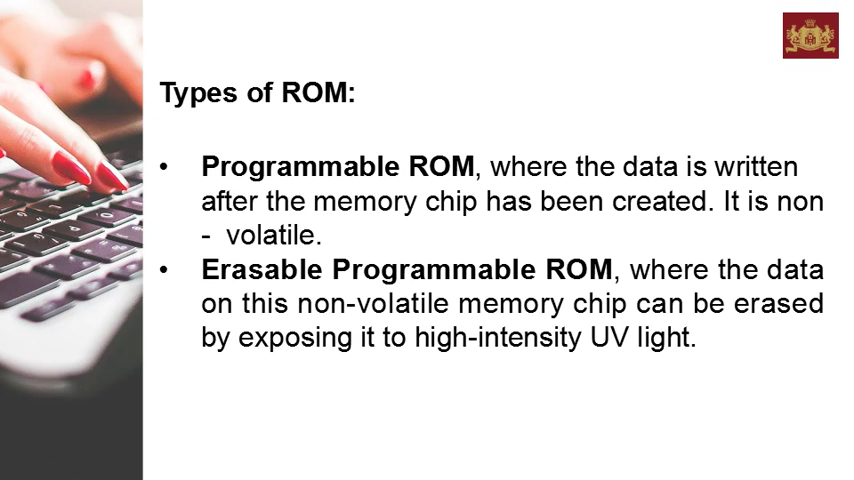 Types of ROM:
• Programmable ROM, where the data is written
after the memory chip has been created. It is non
- volatile.
• Erasable Programmable ROM, where the data
on this non-volatile memory chip can be erased
by exposing it to high-intensity UV light.